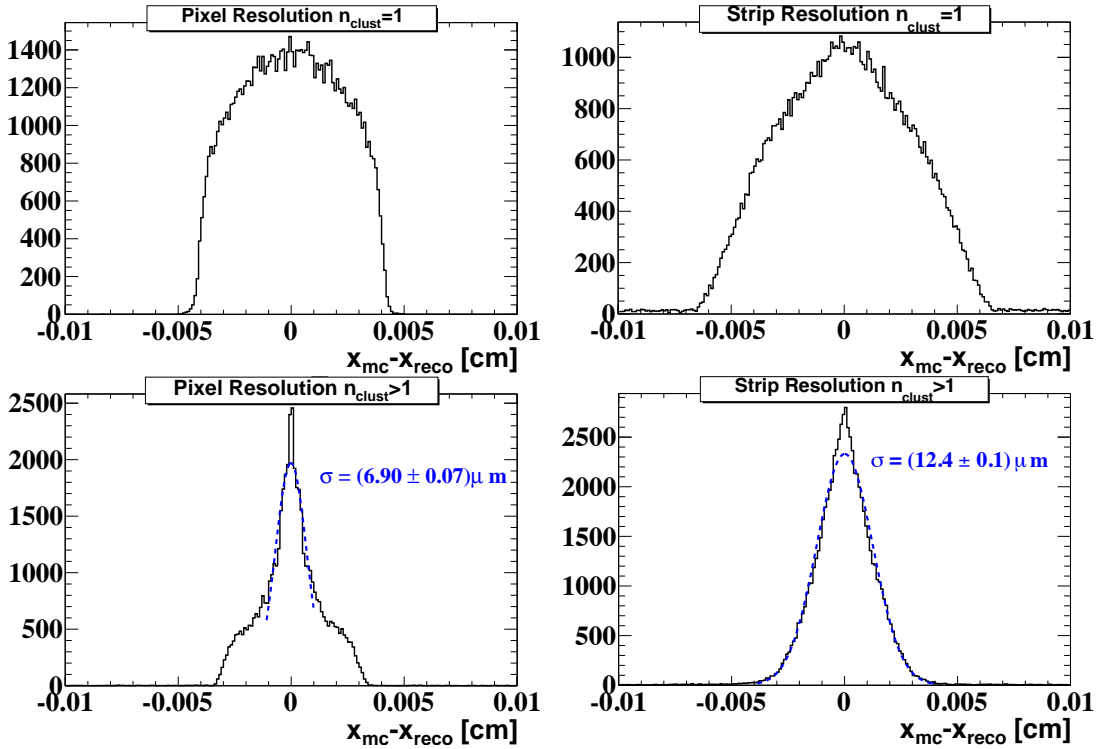 Pixel Resolution n_clust=1
1400
1200
1000
800
600
400
200
0
-0.01 -0.005 0 0.005 0.01
x_mc-x_reco [cm]
Strip Resolution n_clust=1
1000
800
600
400
200
0
-0.01 -0.005 0 0.005 0.01
x_mc-x_reco [cm]
Pixel Resolution n_clust>1
2500
2000
1500
1000
500
0
σ = (6.90 ± 0.07)μ m
-0.01 -0.005 0 0.005 0.01
x_mc-x_reco [cm]
Strip Resolution n_clust>1
2500
2000
1500
1000
500
0
σ = (12.4 ± 0.1) μ m
-0.01 -0.005 0 0.005 0.01
x_mc-x_reco [cm]